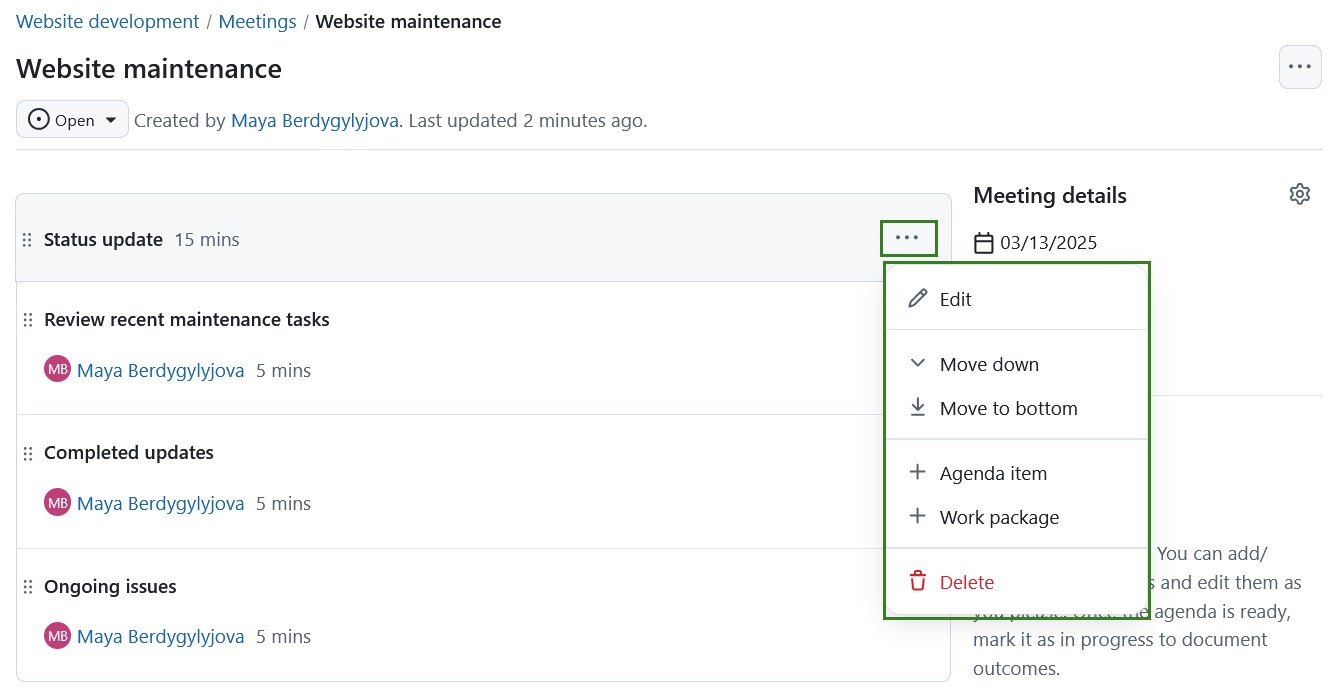 Website development / Meetings / Website maintenance
Website maintenance
Open Created by Maya Berdygylyjova. Last updated 2 minutes ago.
Status update 15 mins
Review recent maintenance tasks
MB Maya Berdygylyjova 5 mins
Completed updates
MB Maya Berdygylyjova 5 mins
Ongoing issues
MB Maya Berdygylyjova 5 mins
Edit
Move down
Move to bottom
Agenda item
Work package
Delete
Meeting details
03/13/2025
You can add/
s and edit them as
you please. Once the agenda is ready,
mark it as in progress to document
outcomes.